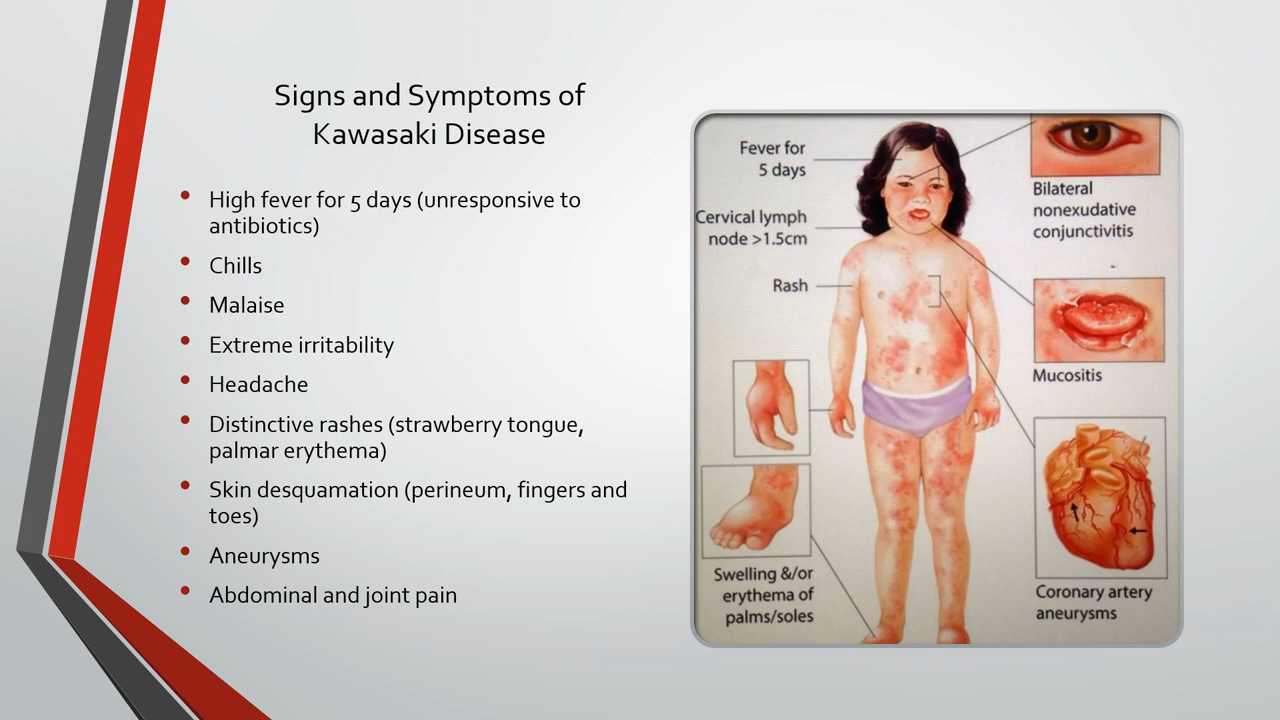 Signs and Symptoms of
Kawasaki Disease
High fever for 5 days (unresponsive to
antibiotics)
Chills
Malaise
Extreme irritability
Headache
Distinctive rashes (strawberry tongue,
palmar erythema)
Skin desquamation (perineum, fingers and
toes)
Aneurysms
Abdominal and joint pain
Fever for
5 days
Cervical lymph
node >1.5cm
Rash
Swelling &/or
erythema of
palms/soles
Bilateral
nonexudative
conjunctivitis
Mucositis
Coronary artery
aneurysms